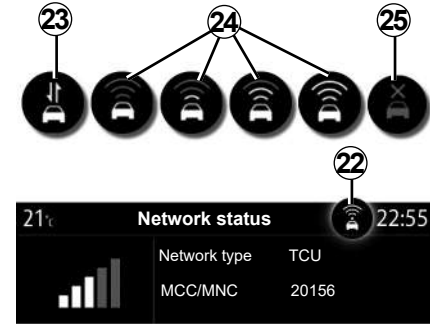 23 24 25
22
21°c Network status 22:55
Network type TCU
MCC/MNC 20156